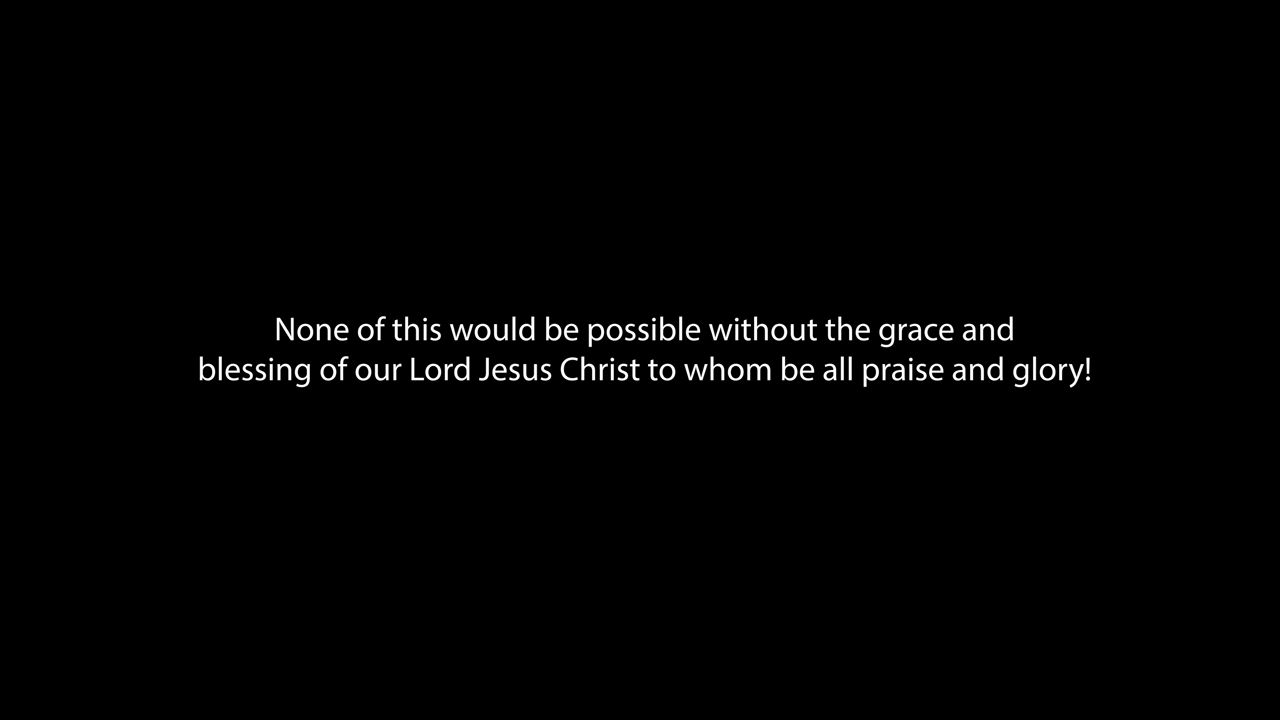 None of this would be possible without the grace and
blessing of our Lord Jesus Christ to whom be all praise and glory!